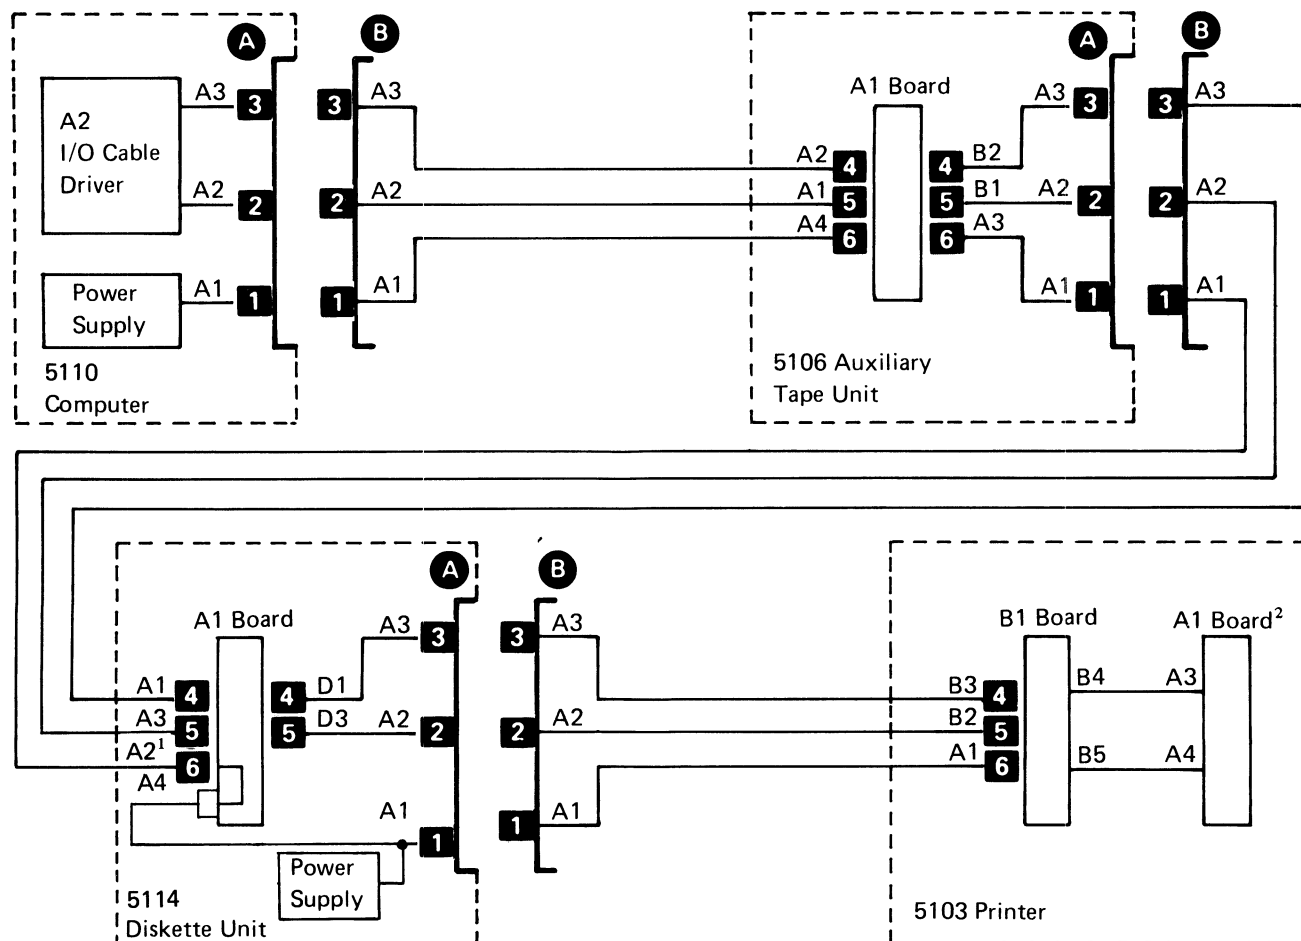 A B A B
A3 3 3 A3 A1 Board A3 3 3 A3
A2
I/O Cable
Driver
A2 4 4 B2
A2 2 2 A2 A1 5 5 B1 A2 2 2 A2
A4 6 6 A3
Power
Supply
A1 1 1 A1 A1 1 1 A1
5110
Computer
5106 Auxiliary
Tape Unit
A B
A1 Board A3 3 3 A3 B1 Board A1 Board²
A1 4 4 D1 B3 4 B4 A3
A3 5 5 D3 A2 2 2 A2 B2 5
A2¹ 6 A1 6 B5 A4
A4
A1 1 1 A1
Power
Supply
5114
Diskette Unit
5103 Printer